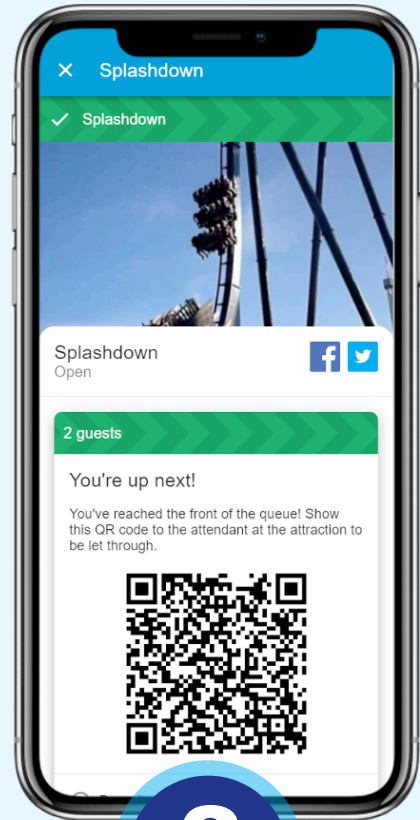 Splashdown
Splashdown
Splashdown
Open
2 guests
You're up next!
You've reached the front of the queue! Show
this QR code to the attendant at the attraction to
be let through.